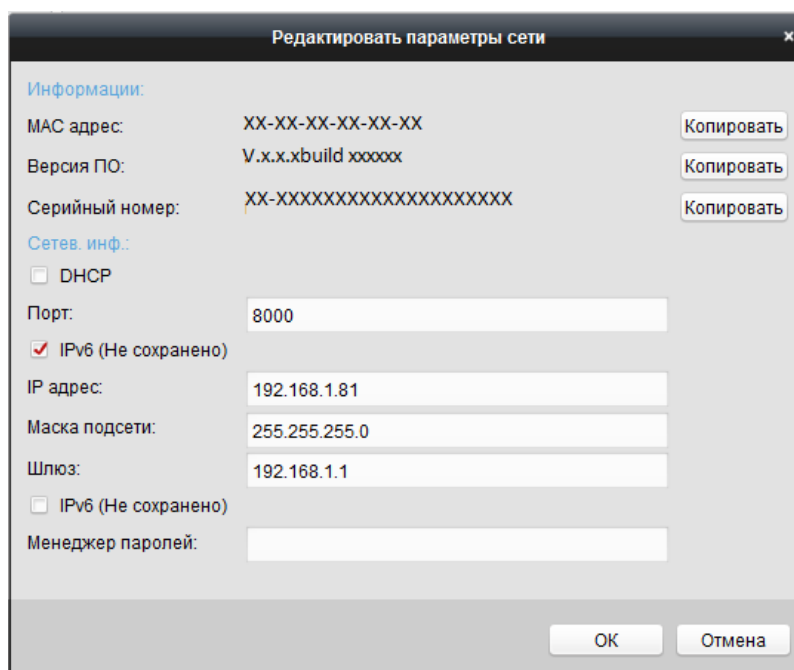 Редактировать параметры сети ×
Информации:
MAC адрес: XX-XX-XX-XX-XX-XX Копировать
Версия ПО: V.x.x.xbuild xxxxxx Копировать
Серийный номер: XX-XXXXXXXXXXXXXXXXXXXX Копировать
Сетев. инф.:
DHCP
Порт: 8000
IPv6 (Не сохранено)
IP адрес: 192.168.1.81
Маска подсети: 255.255.255.0
Шлюз: 192.168.1.1
IPv6 (Не сохранено)
Менеджер паролей:
OK Отмена